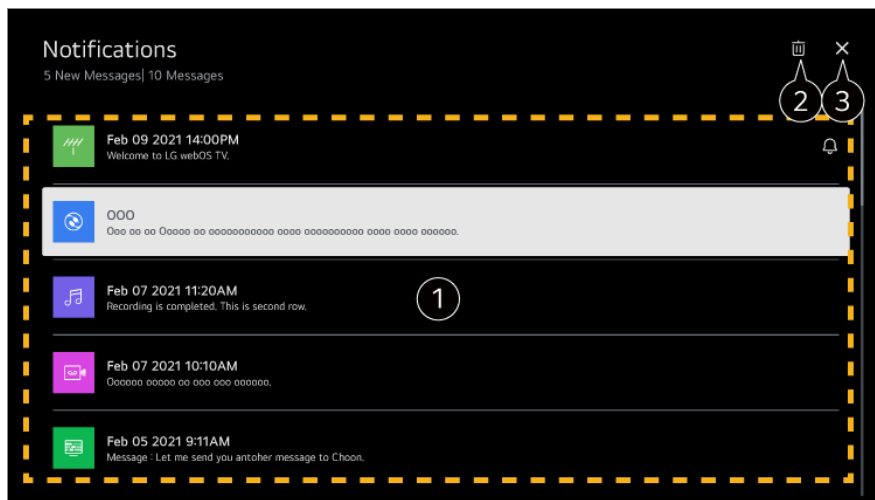 Notifications
5 New Messages| 10 Messages
2
3
Feb 09 2021 14:00PM
Welcome to LG webOS TV.
OOO
Ooo oo oo Ooooo oo ooooooooooo oooo oooooooooo oooo oooo oooooo.
Feb 07 2021 11:20AM
Recording is completed, This is second row.
1
Feb 07 2021 10:10AM
Oooooo ooooo oo ooo ooo oooooo.
Feb 05 2021 9:11AM
Message : Let me send you antoher message to Choon.